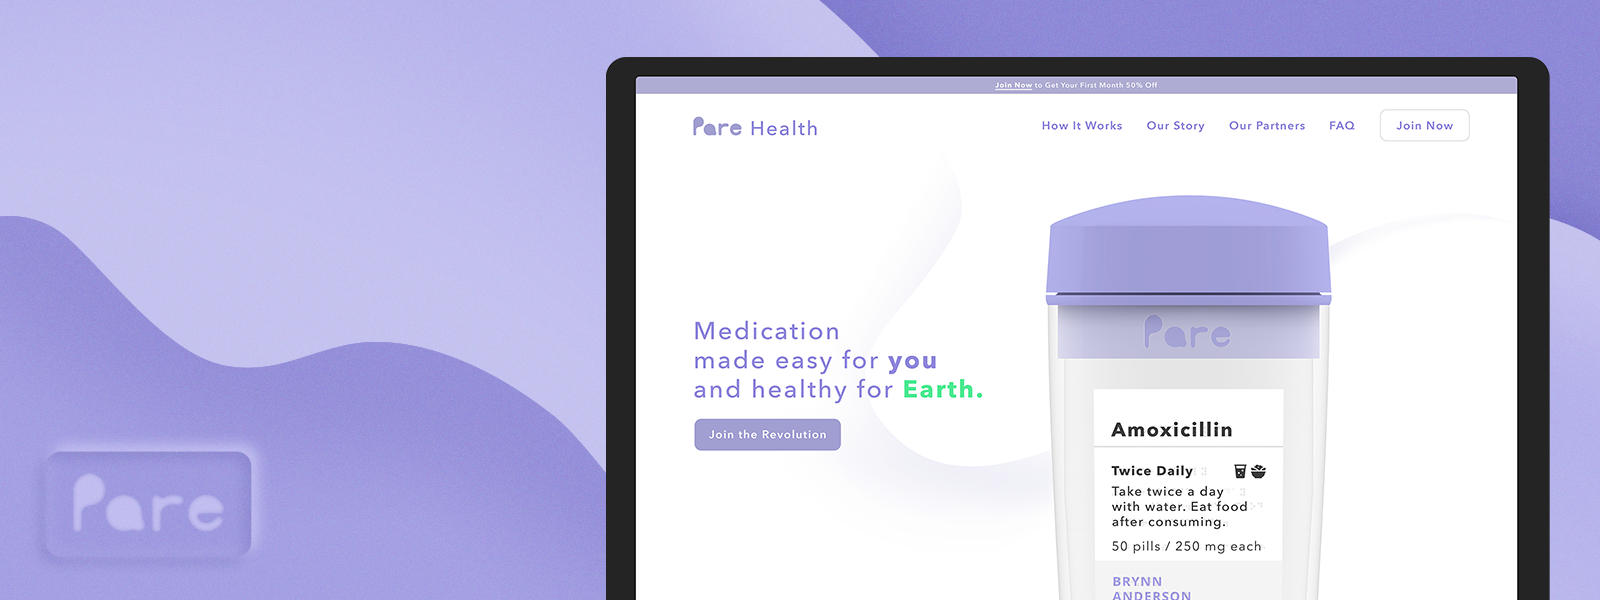 Join Now to Get Your First Month 50% Off
Pare Health
How It Works
Our Story
Our Partners
FAQ
Join Now
Medication
made easy for you
and healthy for Earth.
Join the Revolution
Pare
Amoxicillin
Twice Daily
Take twice a day
with water. Eat food
after consuming.
50 pills / 250 mg each
BRYNN
ANDERSON
Pare